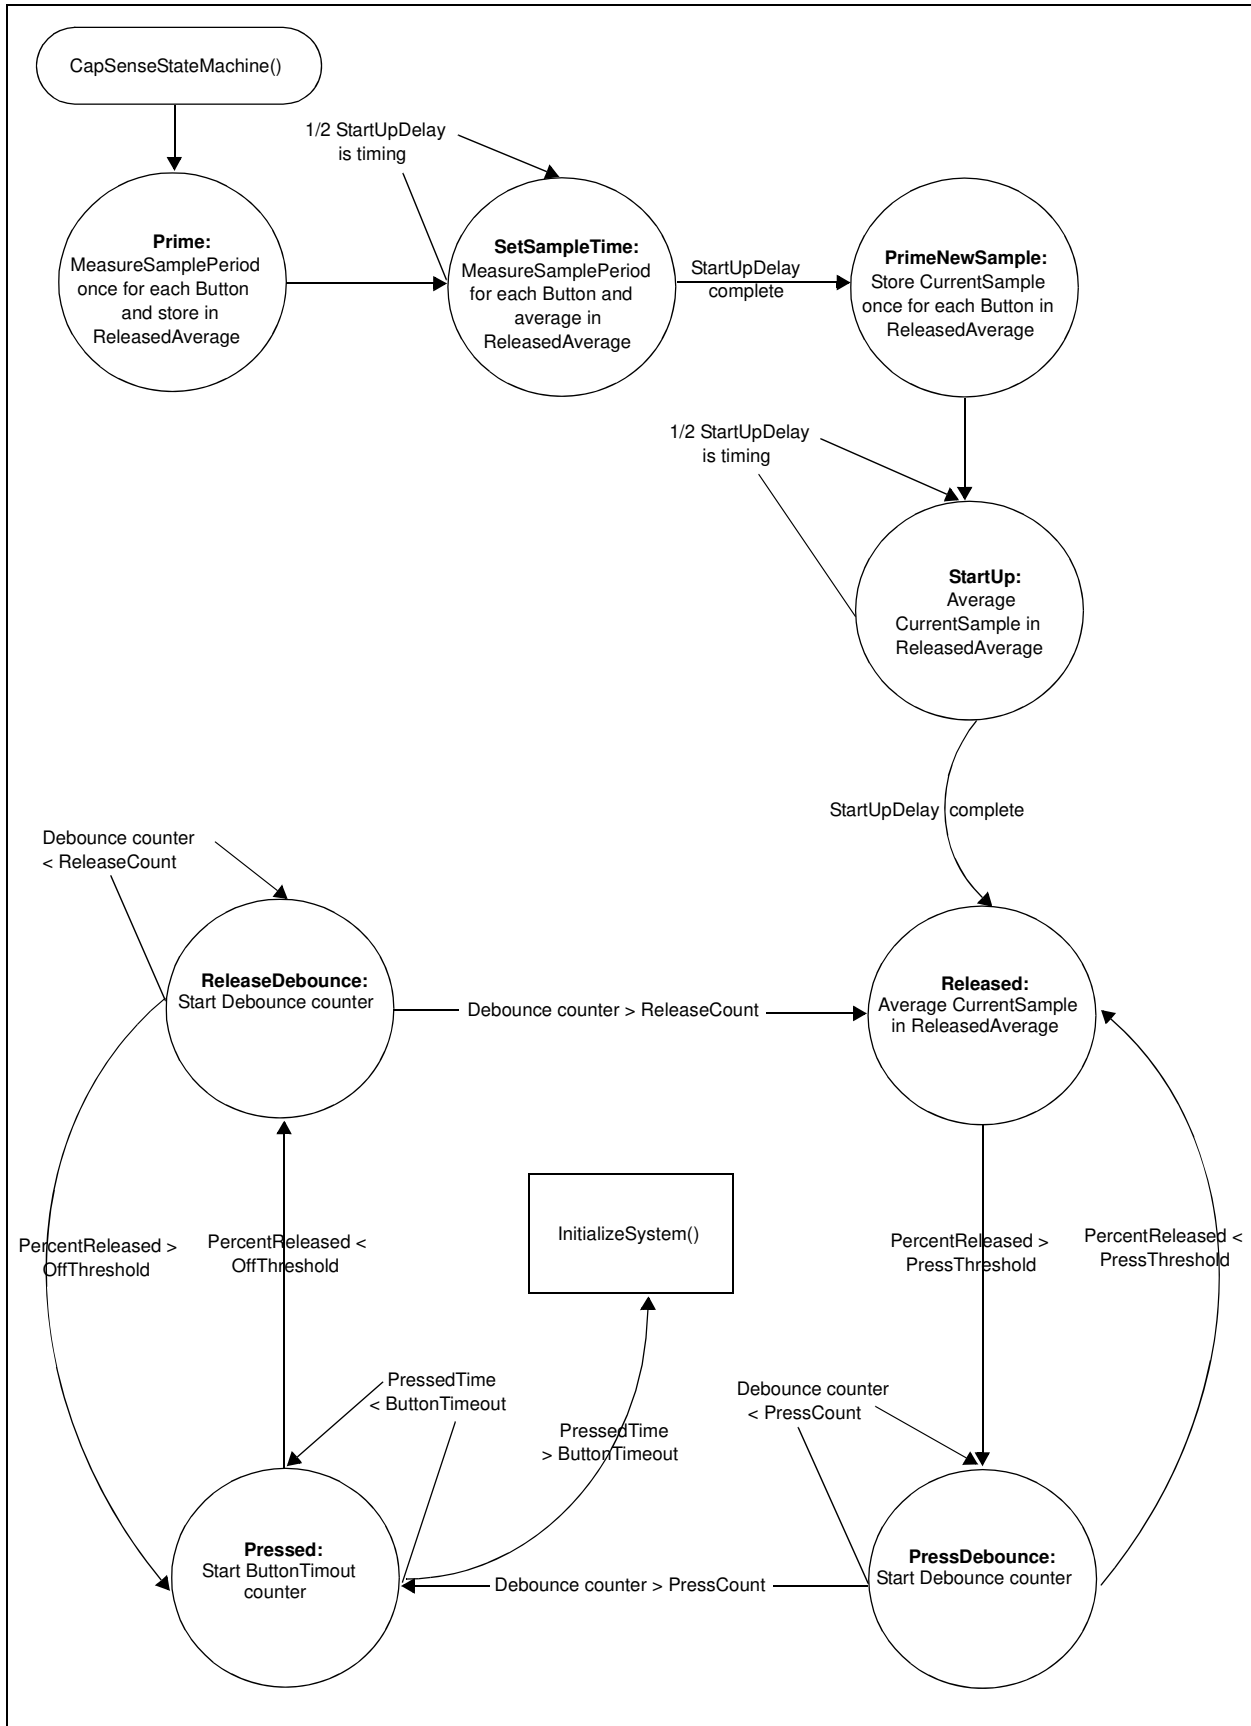 CapSenseStateMachine()
1/2 StartUpDelay
is timing
Prime:
MeasureSamplePeriod
once for each Button
and store in
ReleasedAverage
SetSampleTime:
MeasureSamplePeriod
for each Button and
average in
ReleasedAverage
StartUpDelay
complete
PrimeNewSample:
Store CurrentSample
once for each Button in
ReleasedAverage
1/2 StartUpDelay
is timing
StartUp:
Average
CurrentSample in
ReleasedAverage
StartUpDelay complete
Debounce counter
< ReleaseCount
ReleaseDebounce:
Start Debounce counter
Debounce counter > ReleaseCount
Released:
Average CurrentSample
in ReleasedAverage
PercentReleased >
OffThreshold
PercentReleased <
OffThreshold
InitializeSystem()
PercentReleased >
PressThreshold
PercentReleased <
PressThreshold
PressedTime
< ButtonTimeout
PressedTime
> ButtonTimeout
Debounce counter
< PressCount
Pressed:
Start ButtonTimout
counter
Debounce counter > PressCount
PressDebounce:
Start Debounce counter